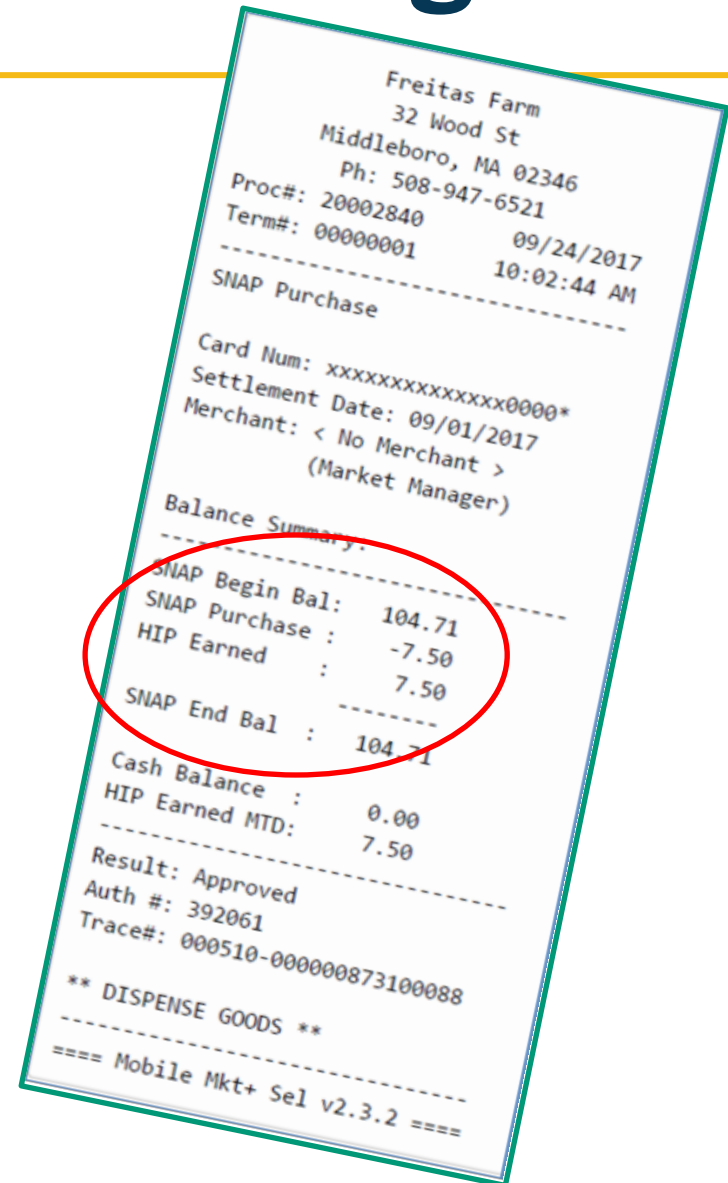 Freitas Farm
32 Wood St
Middleboro, MA 02346
Ph: 508-947-6521
Proc#: 20002840 09/24/2017
Term#: 00000001 10:02:44 AM
--------------------------------
SNAP Purchase
Card Num: xxxxxxxxxxxxxx0000*
Settlement Date: 09/01/2017
Merchant: < No Merchant >
(Market Manager)
Balance Summary:
--------------------------------
SNAP Begin Bal: 104.71
SNAP Purchase : -7.50
HIP Earned : 7.50
--------
SNAP End Bal : 104.71
Cash Balance : 0.00
HIP Earned MTD: 7.50
--------------------------------
Result: Approved
Auth #: 392061
Trace#: 000510-000000873100088
** DISPENSE GOODS **
--------------------------------
==== Mobile Mkt+ Sel v2.3.2 ====